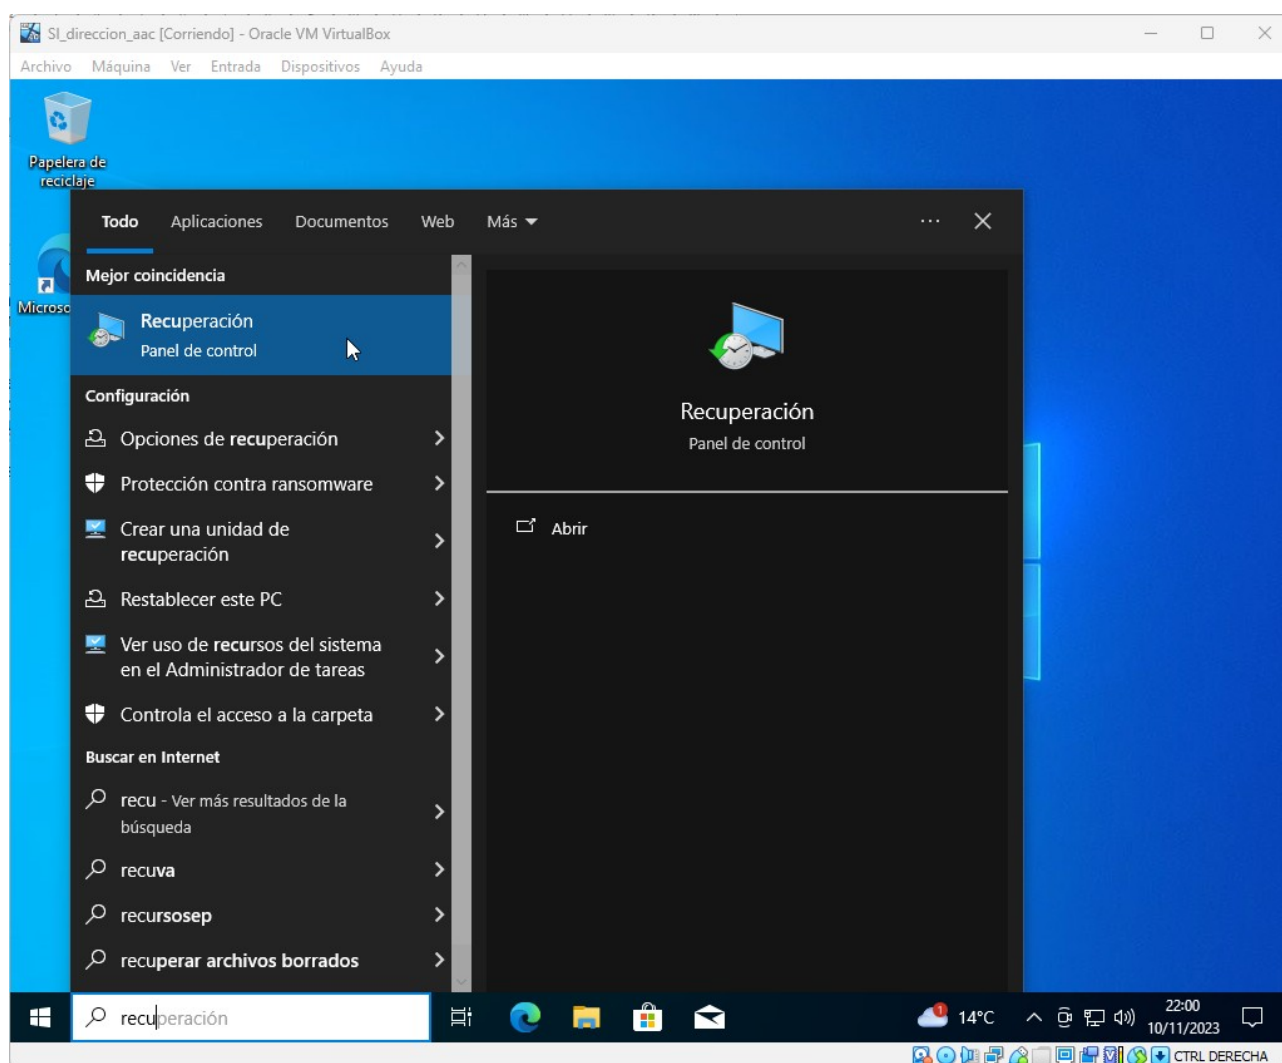 SI_direccion_aac [Corriendo] - Oracle VM VirtualBox
Archivo Máquina Ver Entrada Dispositivos Ayuda
Papelera de
reciclaje
Microso
Todo Aplicaciones Documentos Web Más
Mejor coincidencia
Recuperación
Panel de control
Configuración
Opciones de recuperación
Protección contra ransomware
Crear una unidad de
recuperación
Restablecer este PC
Ver uso de recursos del sistema
en el Administrador de tareas
Controla el acceso a la carpeta
Buscar en Internet
recu - Ver más resultados de la
búsqueda
recuva
recursosep
recuperar archivos borrados
Recuperación
Panel de control
Abrir
recuperación
1
14°C
22:00
10/11/2023
CTRL DERECHA